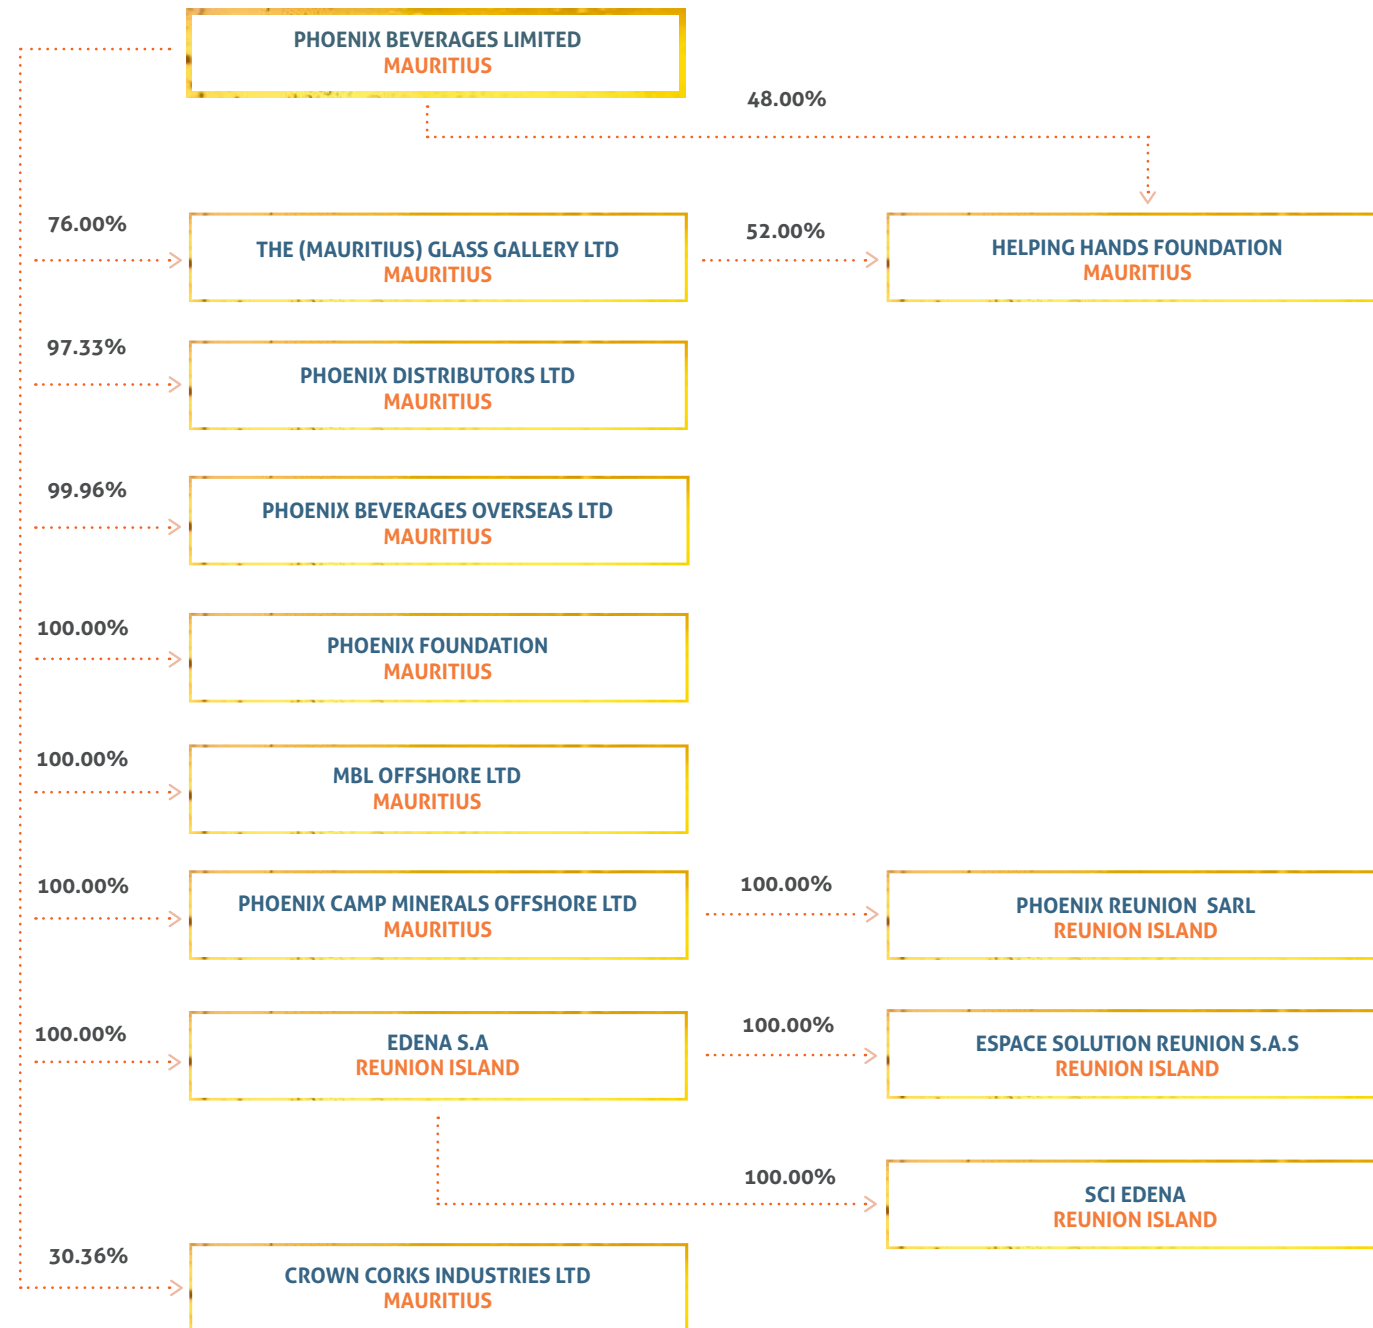 PHOENIX BEVERAGES LIMITED
MAURITIUS
48.00%
76.00%
THE (MAURITIUS) GLASS GALLERY LTD
MAURITIUS
52.00%
HELPING HANDS FOUNDATION
MAURITIUS
97.33%
PHOENIX DISTRIBUTORS LTD
MAURITIUS
99.96%
PHOENIX BEVERAGES OVERSEAS LTD
MAURITIUS
100.00%
PHOENIX FOUNDATION
MAURITIUS
100.00%
MBL OFFSHORE LTD
MAURITIUS
100.00%
PHOENIX CAMP MINERALS OFFSHORE LTD
MAURITIUS
100.00%
PHOENIX REUNION SARL
REUNION ISLAND
100.00%
EDENA S.A
REUNION ISLAND
100.00%
ESPACE SOLUTION REUNION S.A.S
REUNION ISLAND
100.00%
SCI EDENA
REUNION ISLAND
30.36%
CROWN CORKS INDUSTRIES LTD
MAURITIUS